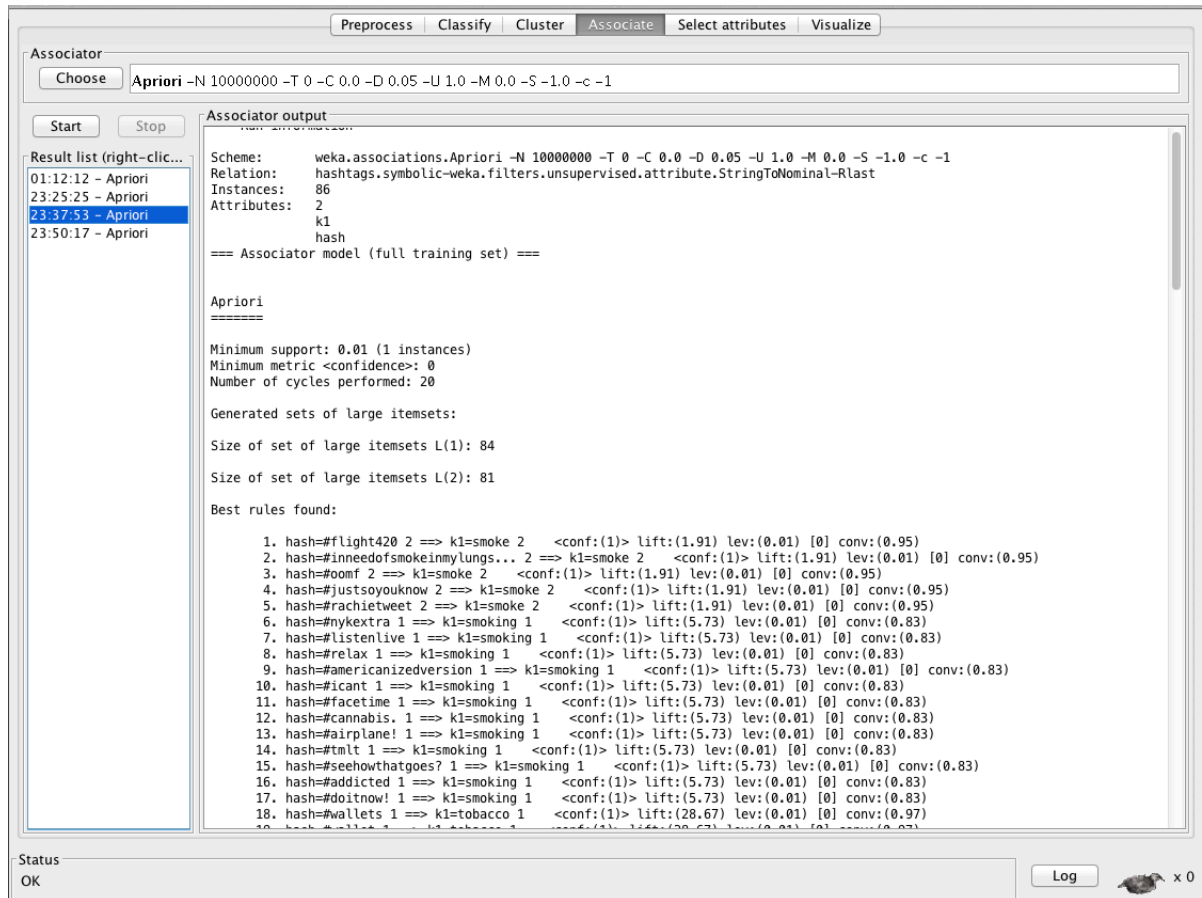 Preprocess Classify Cluster Associate Select attributes Visualize
Associator
Choose Apriori -N 10000000 -T 0 -C 0.0 -D 0.05 -U 1.0 -M 0.0 -S -1.0 -c -1
Start Stop
Result list (right-clic...
01:12:12 - Apriori
23:25:25 - Apriori
23:37:53 - Apriori
23:50:17 - Apriori
Associator output
Run information
Scheme: weka.associations.Apriori -N 10000000 -T 0 -C 0.0 -D 0.05 -U 1.0 -M 0.0 -S -1.0 -c -1
Relation: hashtags.symbolic-weka.filters.unsupervised.attribute.StringToNominal-Rlast
Instances: 86
Attributes: 2
k1
hash
=== Associator model (full training set) ===
Apriori
=======
Minimum support: 0.01 (1 instances)
Minimum metric <confidence>: 0
Number of cycles performed: 20
Generated sets of large itemsets:
Size of set of large itemsets L(1): 84
Size of set of large itemsets L(2): 81
Best rules found:
1. hash=#flight420 2 ==> k1=smoke 2 <conf:(1)> lift:(1.91) lev:(0.01) [0] conv:(0.95)
2. hash=#inneedofsmokeinmylungs... 2 ==> k1=smoke 2 <conf:(1)> lift:(1.91) lev:(0.01) [0] conv:(0.95)
3. hash=#oomf 2 ==> k1=smoke 2 <conf:(1)> lift:(1.91) lev:(0.01) [0] conv:(0.95)
4. hash=#justsoyouknow 2 ==> k1=smoke 2 <conf:(1)> lift:(1.91) lev:(0.01) [0] conv:(0.95)
5. hash=#rachietweet 2 ==> k1=smoke 2 <conf:(1)> lift:(1.91) lev:(0.01) [0] conv:(0.95)
6. hash=#nykextra 1 ==> k1=smoking 1 <conf:(1)> lift:(5.73) lev:(0.01) [0] conv:(0.83)
7. hash=#listenlive 1 ==> k1=smoking 1 <conf:(1)> lift:(5.73) lev:(0.01) [0] conv:(0.83)
8. hash=#relax 1 ==> k1=smoking 1 <conf:(1)> lift:(5.73) lev:(0.01) [0] conv:(0.83)
9. hash=#americanizedversion 1 ==> k1=smoking 1 <conf:(1)> lift:(5.73) lev:(0.01) [0] conv:(0.83)
10. hash=#icant 1 ==> k1=smoking 1 <conf:(1)> lift:(5.73) lev:(0.01) [0] conv:(0.83)
11. hash=#facetime 1 ==> k1=smoking 1 <conf:(1)> lift:(5.73) lev:(0.01) [0] conv:(0.83)
12. hash=#cannabis. 1 ==> k1=smoking 1 <conf:(1)> lift:(5.73) lev:(0.01) [0] conv:(0.83)
13. hash=#airplane! 1 ==> k1=smoking 1 <conf:(1)> lift:(5.73) lev:(0.01) [0] conv:(0.83)
14. hash=#tmlt 1 ==> k1=smoking 1 <conf:(1)> lift:(5.73) lev:(0.01) [0] conv:(0.83)
15. hash=#seehowthatgoes? 1 ==> k1=smoking 1 <conf:(1)> lift:(5.73) lev:(0.01) [0] conv:(0.83)
16. hash=#addicted 1 ==> k1=smoking 1 <conf:(1)> lift:(5.73) lev:(0.01) [0] conv:(0.83)
17. hash=#doitnow! 1 ==> k1=smoking 1 <conf:(1)> lift:(5.73) lev:(0.01) [0] conv:(0.83)
18. hash=#wallets 1 ==> k1=tobacco 1 <conf:(1)> lift:(28.67) lev:(0.01) [0] conv:(0.97)
Status
OK
Log x 0